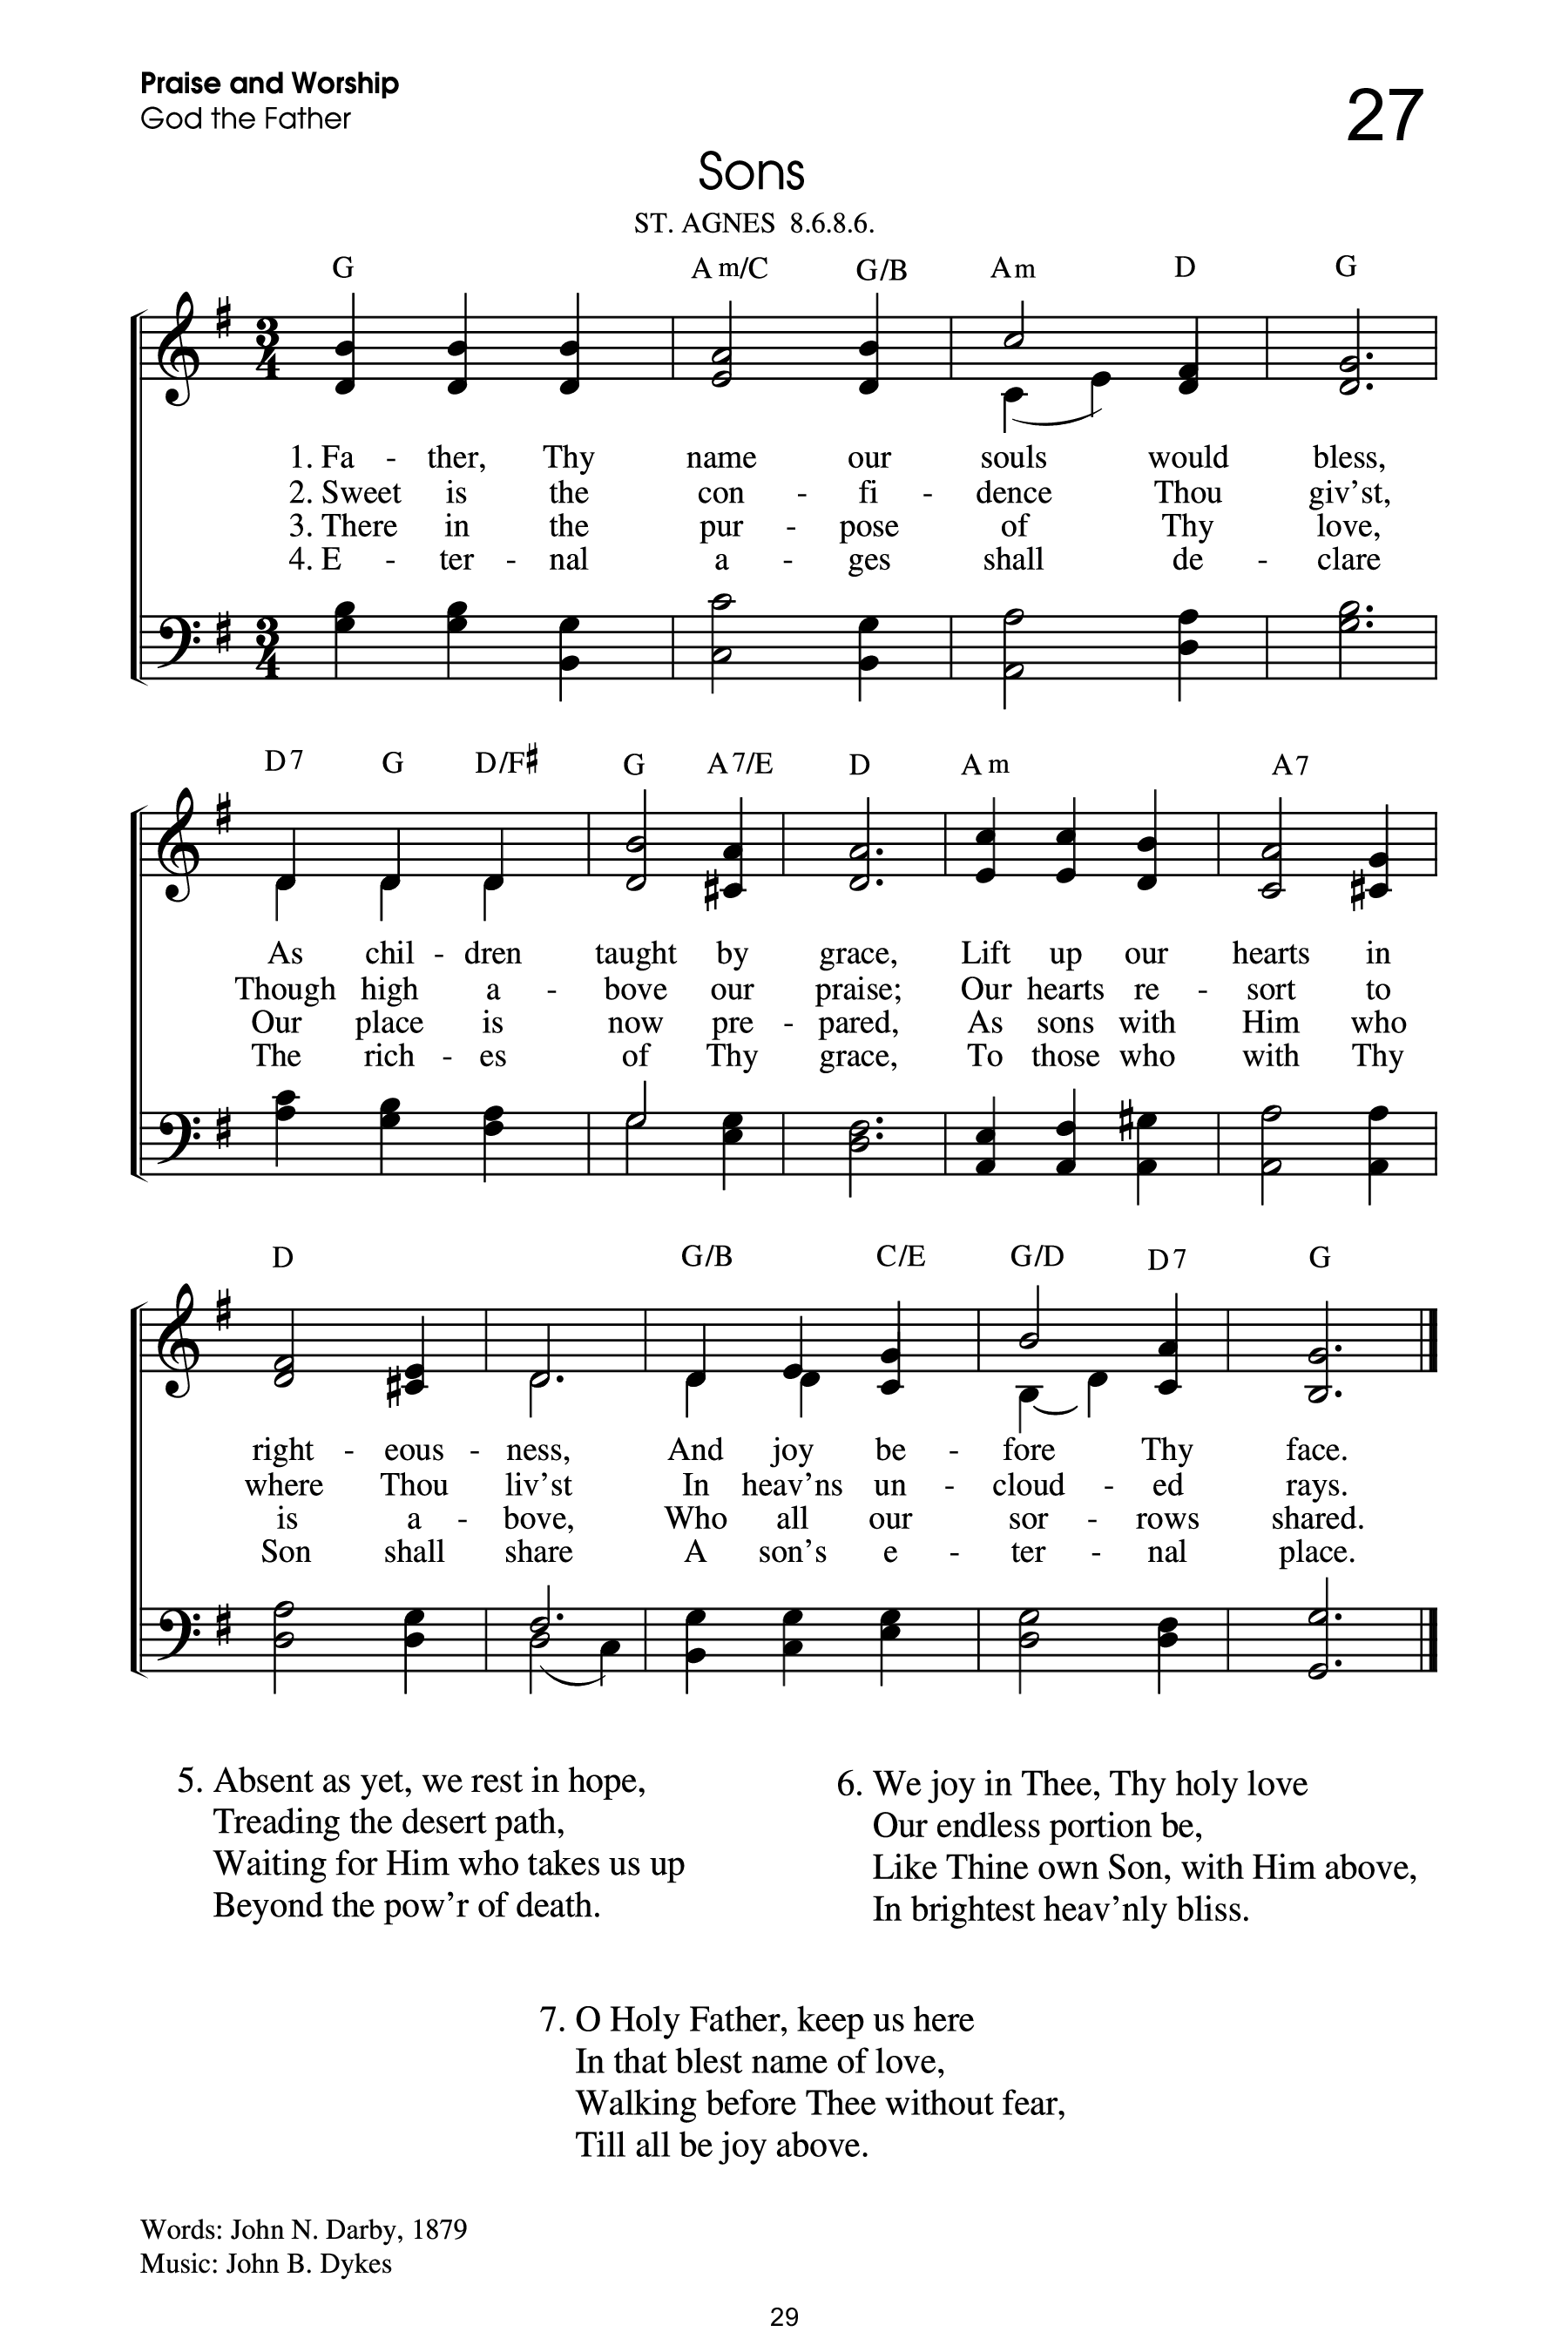 Praise and Worship
God the Father
27
Sons
ST. AGNES 8.6.8.6.
G Am/C G/B Am D G
3 4
1. Fa - ther, Thy name our souls would bless,
2. Sweet is the con - fi - dence Thou giv’st,
3. There in the pur - pose of Thy love,
4. E - ter - nal a - ges shall de - clare
3 4
D7 G D/F♯ G A7/E D Am A7
As chil - dren taught by grace, Lift up our hearts in
Though high a - bove our praise; Our hearts re - sort to
Our place is now pre - pared, As sons with Him who
The rich - es of Thy grace, To those who with Thy
D G/B C/E G/D D7 G
right - eous - ness, And joy be - fore Thy face.
where Thou liv’st In heav’ns un - cloud - ed rays.
is a - bove, Who all our sor - rows shared.
Son shall share A son’s e - ter - nal place.
5. Absent as yet, we rest in hope,
Treading the desert path,
Waiting for Him who takes us up
Beyond the pow’r of death.
6. We joy in Thee, Thy holy love
Our endless portion be,
Like Thine own Son, with Him above,
In brightest heav’nly bliss.
7. O Holy Father, keep us here
In that blest name of love,
Walking before Thee without fear,
Till all be joy above.
Words: John N. Darby, 1879
Music: John B. Dykes
29